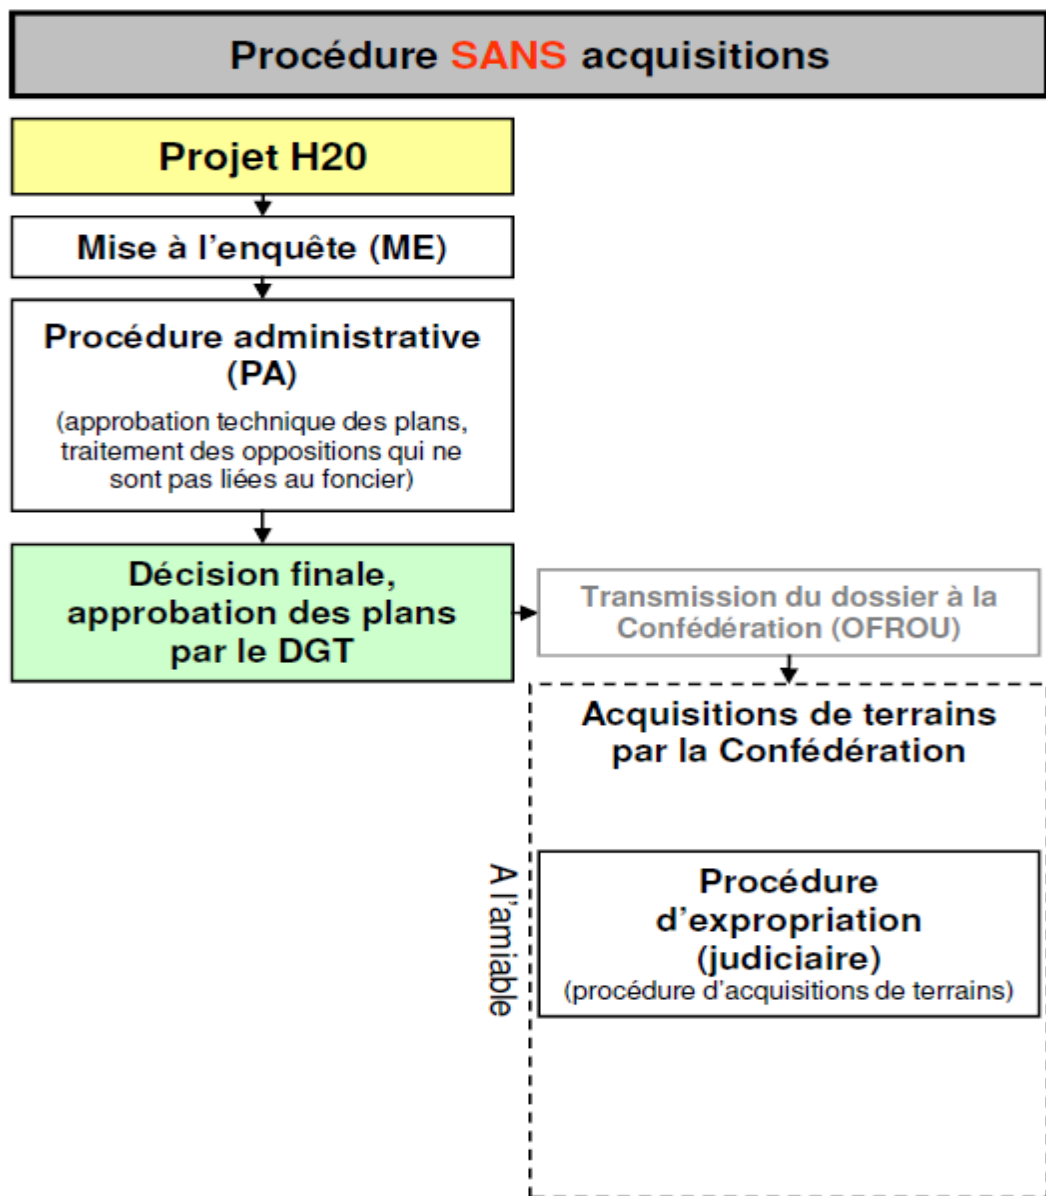 Procédure SANS acquisitions
Projet H20
Mise à l'enquête (ME)
Procédure administrative
(PA)
(approbation technique des plans,
traitement des oppositions qui ne
sont pas liées au foncier)
Décision finale,
approbation des plans
par le DGT
Transmission du dossier à la
Confédération (OFROU)
Acquisitions de terrains
par la Confédération
A l'amiable
Procédure
d'expropriation
(judiciaire)
(procédure d'acquisitions de terrains)